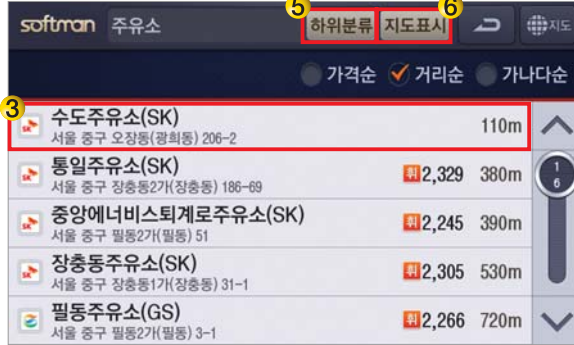 5 6
softman 주유소 하위분류 지도표시 지도
가격순 거리순 가나다순
3
SK 수도주유소(SK) 110m
서울 중구 오장동(광희동) 206-2
SK 통일주유소(SK) 휘 2,329 380m
서울 중구 장충동2가(장충동) 186-69
1
6
SK 중앙에너비스퇴계로주유소(SK) 휘 2,245 390m
서울 중구 필동2가(필동) 51
SK 장충동주유소(SK) 휘 2,305 530m
서울 중구 장충동1가(장충동) 31-1
필동주유소(GS) 휘 2,266 720m
서울 중구 필동2가(필동) 3-1